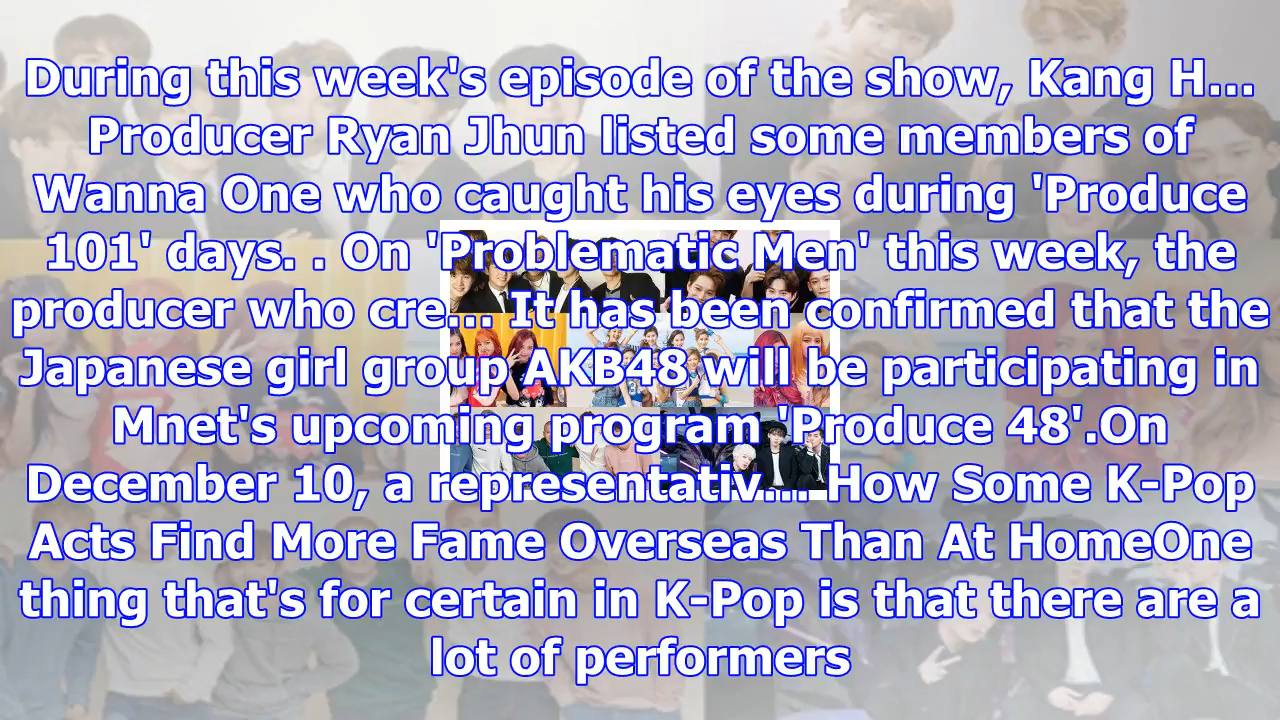 During this week's episode of the show, Kang H...
Producer Ryan Jhun listed some members of
Wanna One who caught his eyes during 'Produce
101' days. . On 'Problematic Men' this week, the
producer who cre... It has been confirmed that the
Japanese girl group AKB48 will be participating in
Mnet's upcoming program 'Produce 48'.On
December 10, a representativ... How Some K-Pop
Acts Find More Fame Overseas Than At HomeOne
thing that's for certain in K-Pop is that there are a
lot of performers